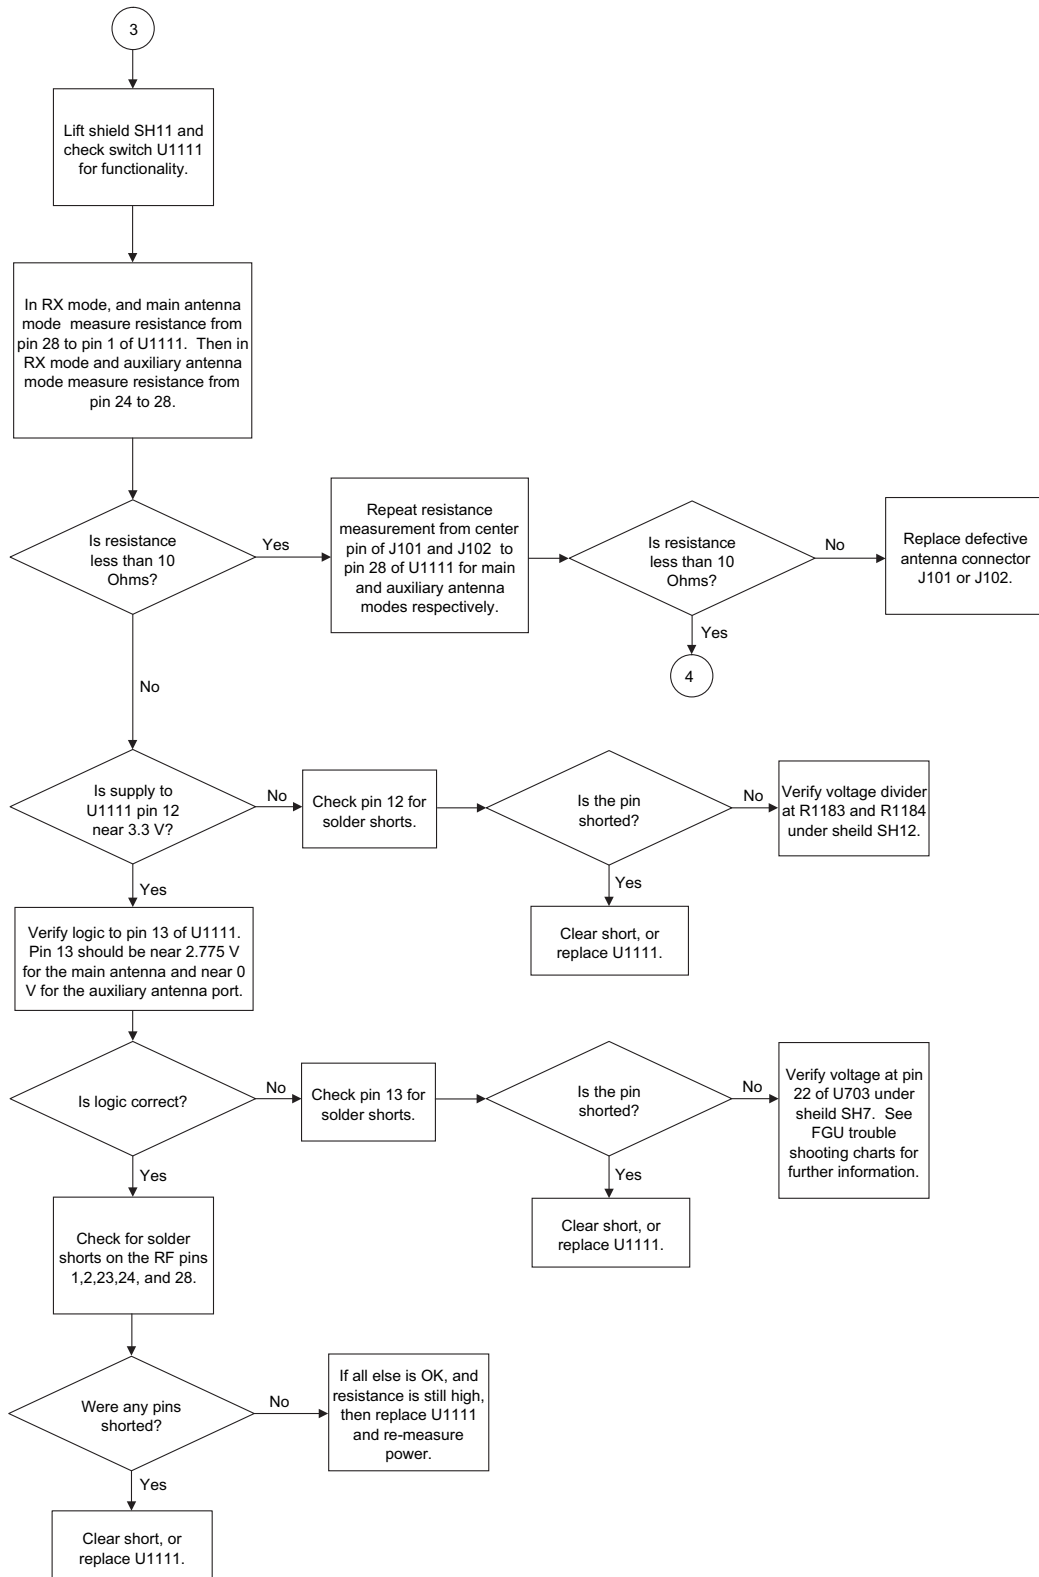 3
Lift shield SH11 and
check switch U1111
for functionality.
In RX mode, and main antenna
mode  measure resistance from
pin 28 to pin 1 of U1111.  Then in
RX mode and auxiliary antenna
mode measure resistance from
pin 24 to 28.
Is resistance
less than 10
Ohms?
Yes
Repeat resistance
measurement from center
pin of J101 and J102  to
pin 28 of U1111 for main
and auxiliary antenna
modes respectively.
Is resistance
less than 10
Ohms?
No
Replace defective
antenna connector
J101 or J102.
Yes
4
No
Is supply to
U1111 pin 12
near 3.3 V?
No
Check pin 12 for
solder shorts.
Is the pin
shorted?
No
Verify voltage divider
at R1183 and R1184
under sheild SH12.
Yes
Clear short, or
replace U1111.
Yes
Verify logic to pin 13 of U1111.
Pin 13 should be near 2.775 V
for the main antenna and near 0
V for the auxiliary antenna port.
Is logic correct?
No
Check pin 13 for
solder shorts.
Is the pin
shorted?
No
Verify voltage at pin
22 of U703 under
sheild SH7.  See
FGU trouble
shooting charts for
further information.
Yes
Clear short, or
replace U1111.
Yes
Check for solder
shorts on the RF pins
1,2,23,24, and 28.
Were any pins
shorted?
No
If all else is OK, and
resistance is still high,
then replace U1111
and re-measure
power.
Yes
Clear short, or
replace U1111.